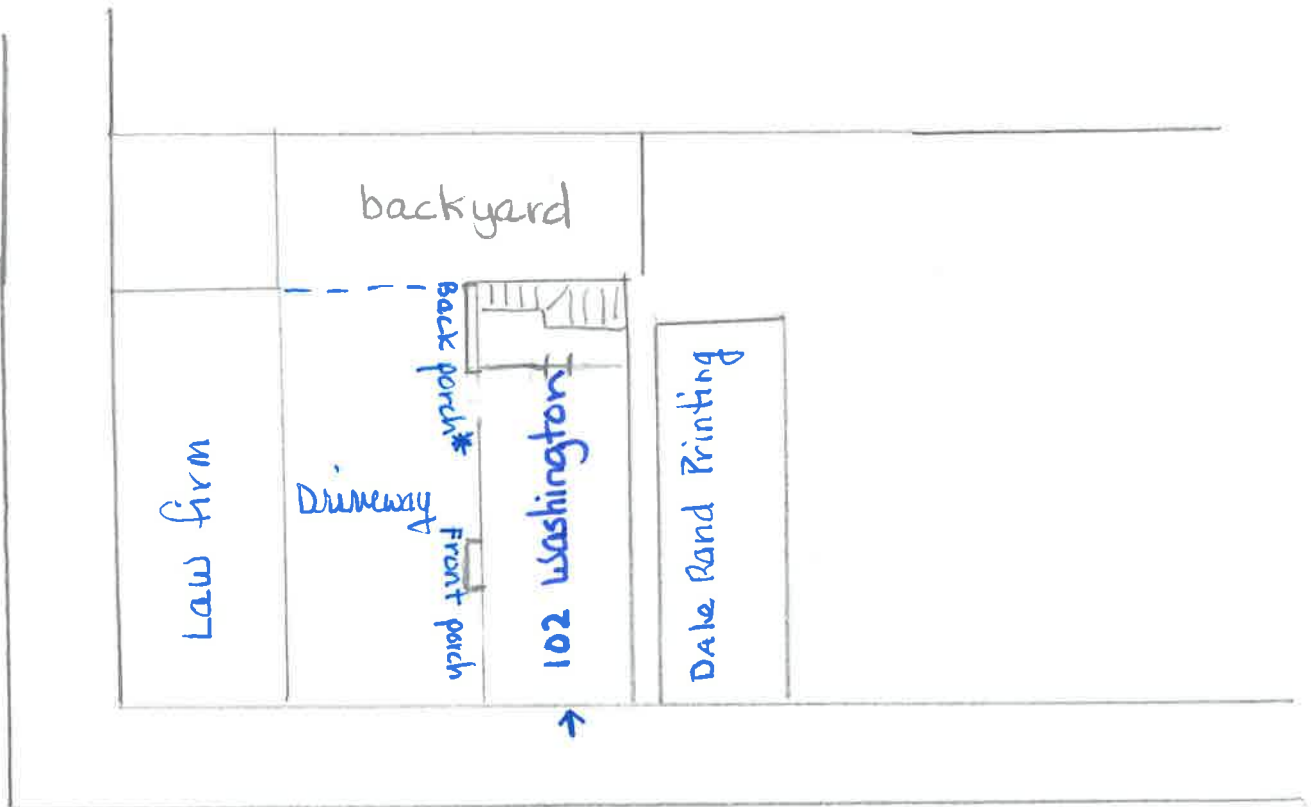 backyard
Back porch*
Law firm
Driveway
Front porch
102 Washington
Dale Rand Printing